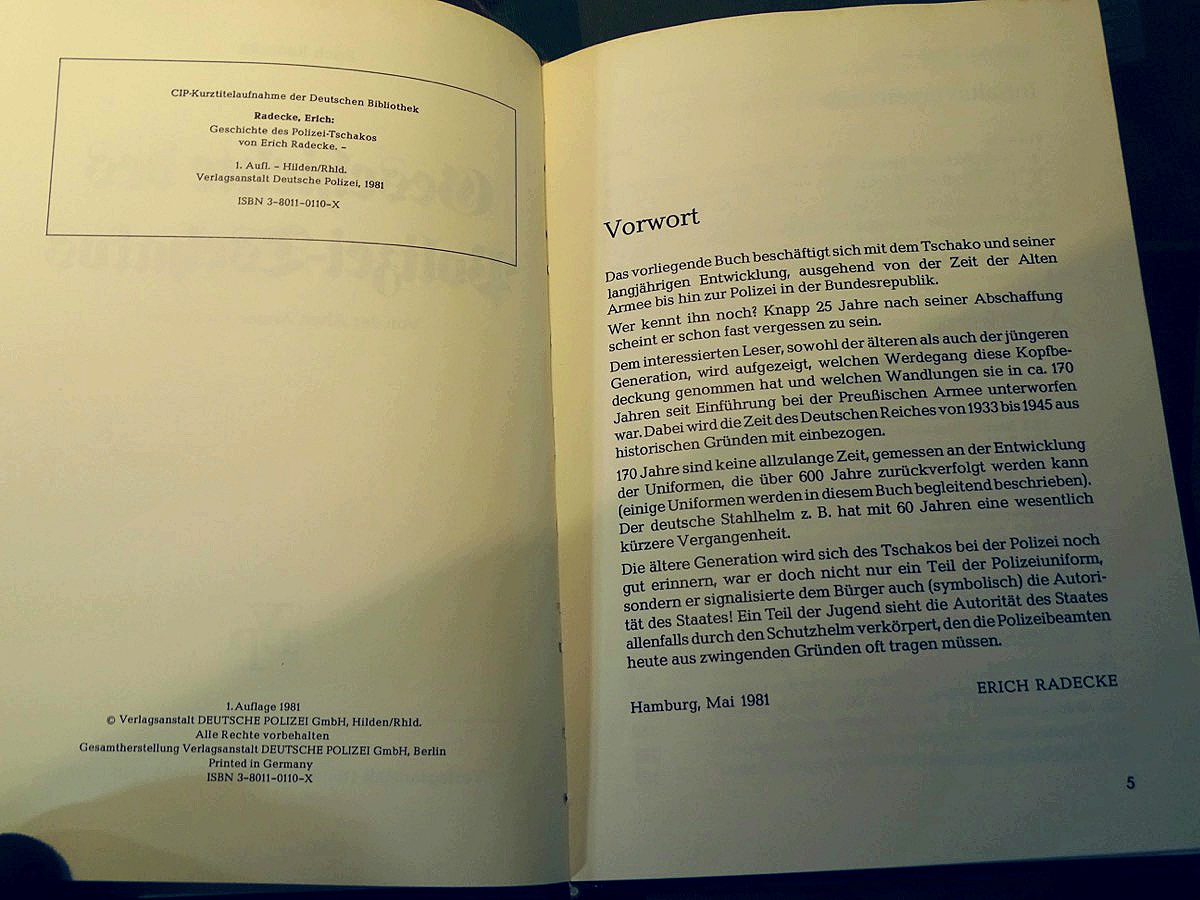 CIP-Kurztitelaufnahme der Deutschen Bibliothek
Radecke, Erich:
Geschichte des Polizei-Tschakos
von Erich Radecke. –
1. Aufl. – Hilden/Rhld.
Verlagsanstalt Deutsche Polizei, 1981
ISBN 3-8011-0110-X
1. Auflage 1981
© Verlagsanstalt DEUTSCHE POLIZEI GmbH, Hilden/Rhld.
Alle Rechte vorbehalten
Gesamtherstellung Verlagsanstalt DEUTSCHE POLIZEI GmbH, Berlin
Printed in Germany
ISBN 3-8011-0110-X
Vorwort
Das vorliegende Buch beschäftigt sich mit dem Tschako und seiner
langjährigen Entwicklung, ausgehend von der Zeit der Alten
Armee bis hin zur Polizei in der Bundesrepublik.
Wer kennt ihn noch? Knapp 25 Jahre nach seiner Abschaffung
scheint er schon fast vergessen zu sein.
Dem interessierten Leser, sowohl der älteren als auch der jüngeren
Generation, wird aufgezeigt, welchen Werdegang diese Kopfbe-
deckung genommen hat und welchen Wandlungen sie in ca. 170
Jahren seit Einführung bei der Preußischen Armee unterworfen
war. Dabei wird die Zeit des Deutschen Reiches von 1933 bis 1945 aus
historischen Gründen mit einbezogen.
170 Jahre sind keine allzulange Zeit, gemessen an der Entwicklung
der Uniformen, die über 600 Jahre zurückverfolgt werden kann
(einige Uniformen werden in diesem Buch begleitend beschrieben).
Der deutsche Stahlhelm z. B. hat mit 60 Jahren eine wesentlich
kürzere Vergangenheit.
Die ältere Generation wird sich des Tschakos bei der Polizei noch
gut erinnern, war er doch nicht nur ein Teil der Polizeiuniform,
sondern er signalisierte dem Bürger auch (symbolisch) die Autori-
tät des Staates! Ein Teil der Jugend sieht die Autorität des Staates
allenfalls durch den Schutzhelm verkörpert, den die Polizeibeamten
heute aus zwingenden Gründen oft tragen müssen.
Hamburg, Mai 1981 ERICH RADECKE
5